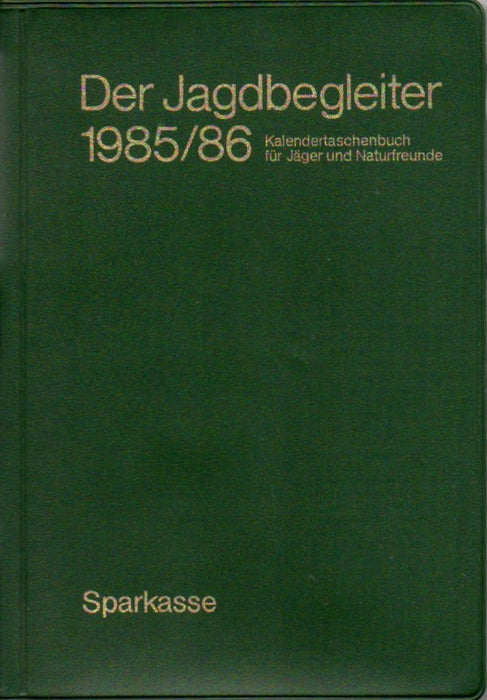 Der Jagdbegleiter
1985/86 Kalendertaschenbuch
für Jäger und Naturfreunde
Sparkasse